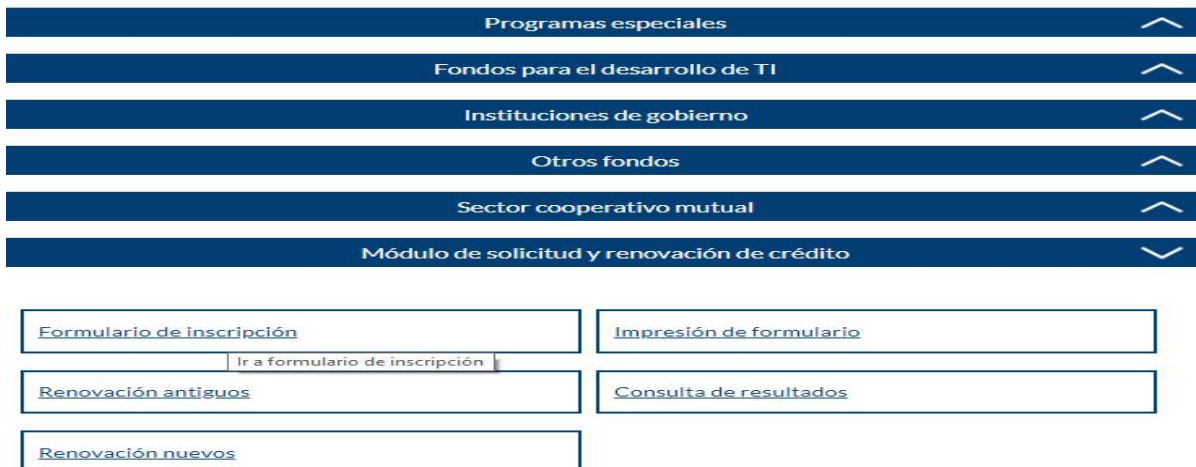 Programas especiales
Fondos para el desarrollo de TI
Instituciones de gobierno
Otros fondos
Sector cooperativo mutual
Módulo de solicitud y renovación de crédito
Formulario de inscripción
Impresión de formulario
Ir a formulario de inscripción
Renovación antiguos
Consulta de resultados
Renovación nuevos